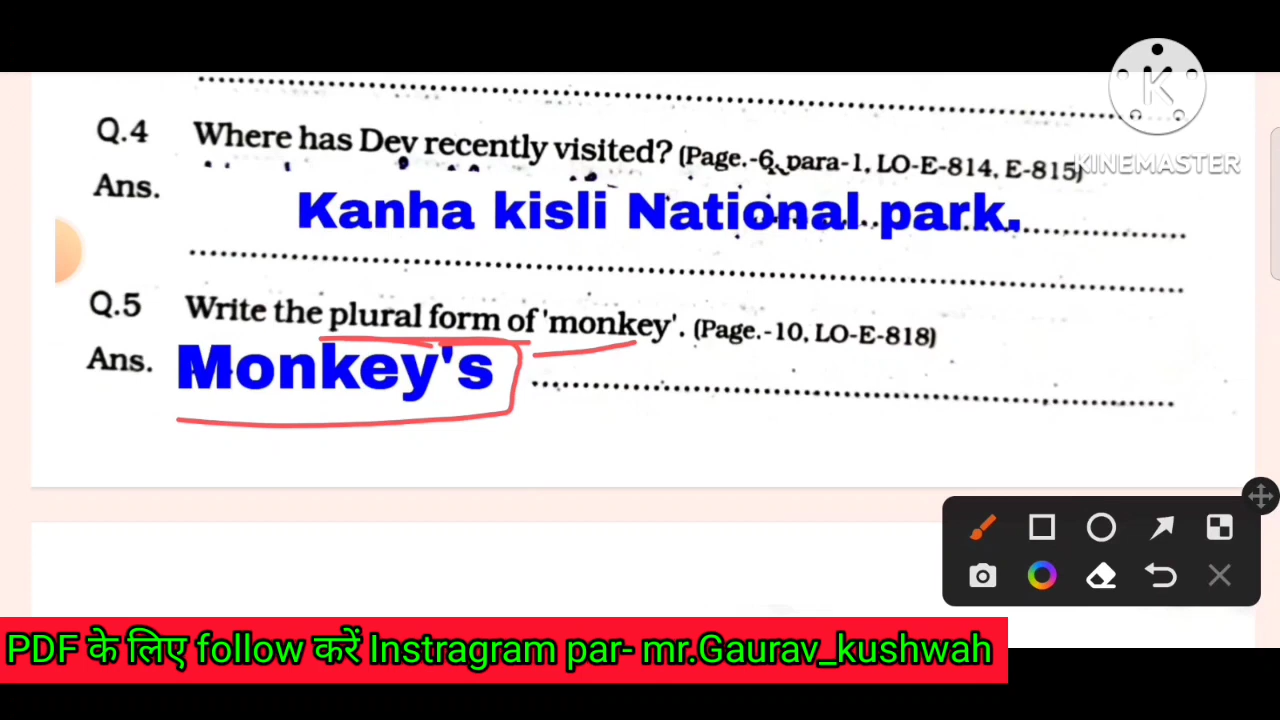 Q.4 Where has Dev recently visited? (Page.-6, para-1, LO-E-814, E-815)
KINEMASTER
Ans. Kanha kisli National park.
Q.5 Write the plural form of 'monkey'. (Page.-10, LO-E-818)
Ans. Monkey's
PDF के लिए follow करें Instragram par- mr.Gaurav_kushwah